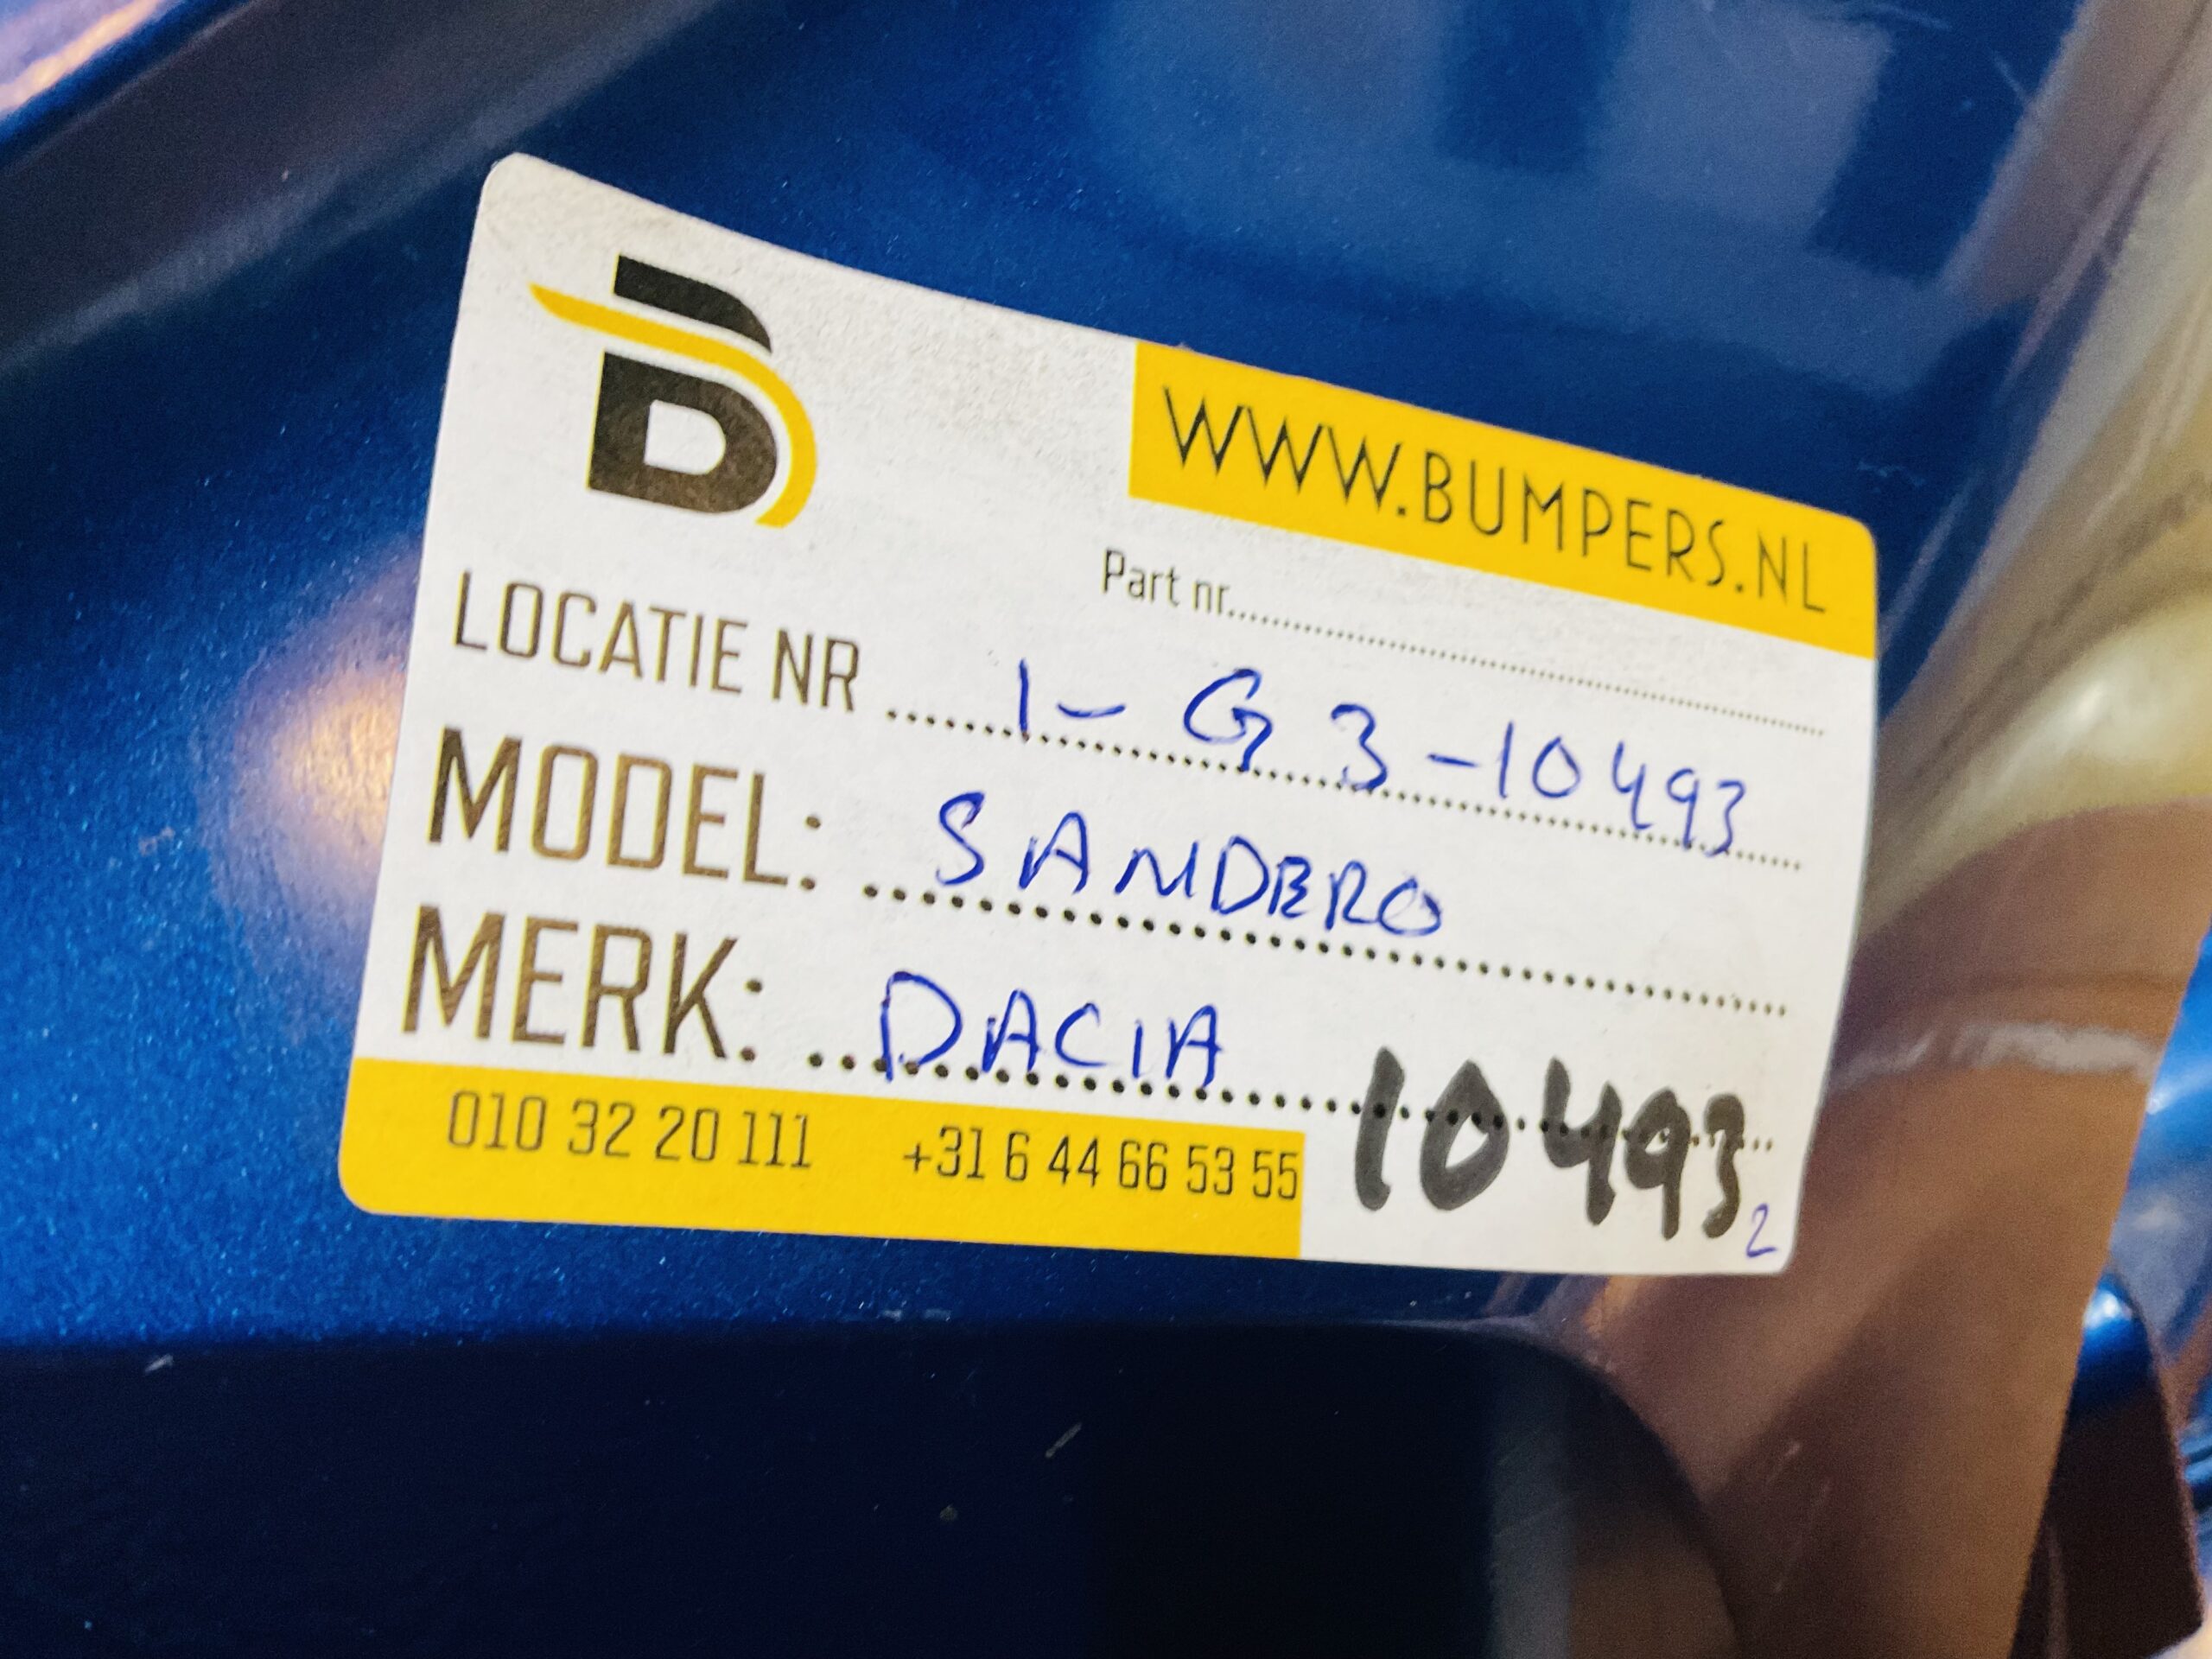 B
WWW.BUMPERS.NL
Part nr..............................
LOCATIE NR ...... 1 - G 3 - 10493
MODEL: ... SANDERO
MERK: ... DACIA
010 32 20 111 +31 6 44 66 53 55
10493 2